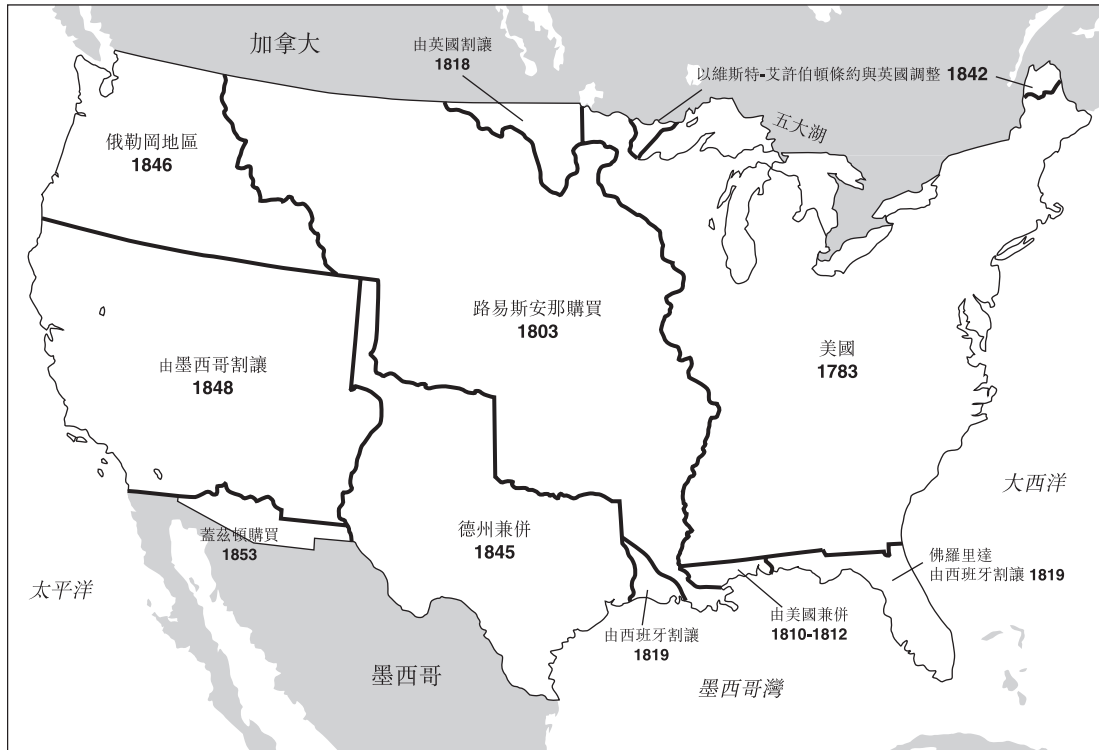 加拿大
由英國割讓
1818
以維斯特-艾許伯頓條約與英國調整 1842
五大湖
俄勒岡地區
1846
路易斯安那購買
1803
美國
1783
由墨西哥割讓
1848
大西洋
蓋茲頓購買
1853
德州兼併
1845
佛羅里達
由西班牙割讓 1819
太平洋
由美國兼併
1810-1812
由西班牙割讓
1819
墨西哥
墨西哥灣